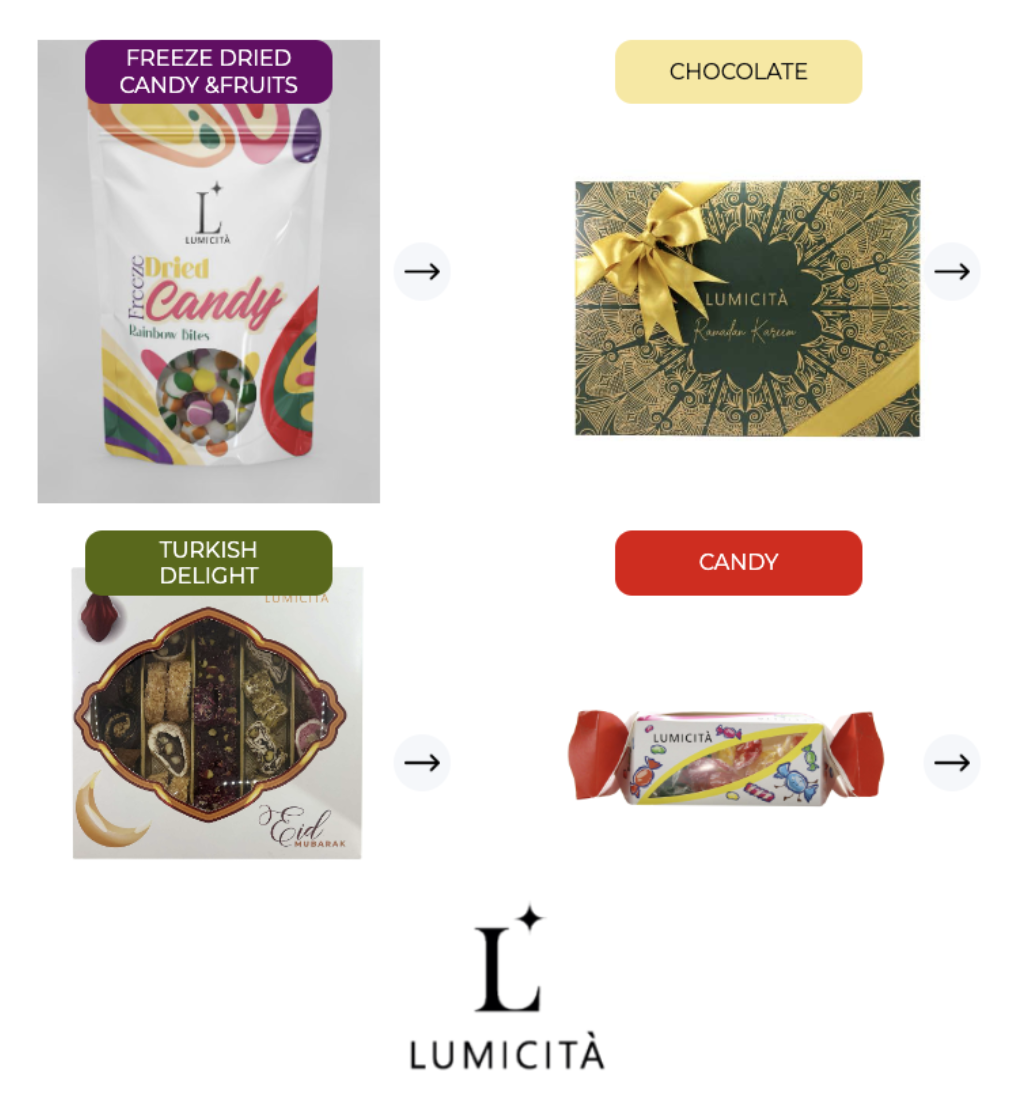 FREEZE DRIED
CANDY &FRUITS
L
LUMICITÀ
Freeze
Dried
Candy
Rainbow Bites
CHOCOLATE
LUMICITÀ
Ramadan Kareem
TURKISH
DELIGHT
LUMICITÀ
Eid
MUBARAK
CANDY
LUMICITÀ
L
LUMICITÀ